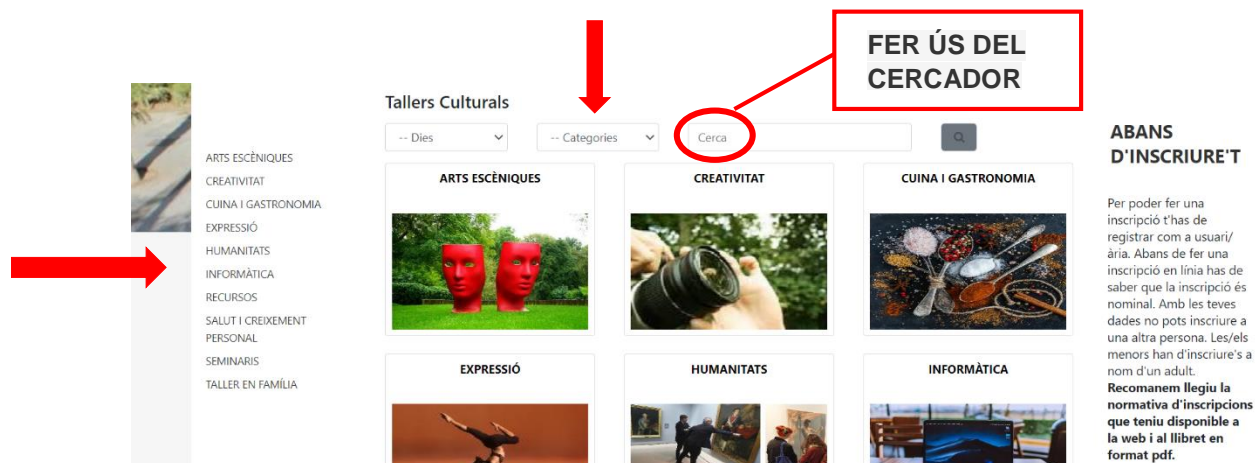 FER ÚS DEL
CERCADOR
Tallers Culturals
-- Dies
-- Categories
Cerca
ARTS ESCÈNIQUES
CREATIVITAT
CUINA I GASTRONOMIA
EXPRESSIÓ
HUMANITATS
INFORMÀTICA
RECURSOS
SALUT I CREIXEMENT
PERSONAL
SEMINARIS
TALLER EN FAMÍLIA
ARTS ESCÈNIQUES
CREATIVITAT
CUINA I GASTRONOMIA
EXPRESSIÓ
HUMANITATS
INFORMÀTICA
ABANS
D'INSCRIURE'T
Per poder fer una
inscripció t'has de
registrar com a usuari/
ària. Abans de fer una
inscripció en línia has de
saber que la inscripció és
nominal. Amb les teves
dades no pots inscriure a
una altra persona. Les/els
menors han d'inscriure's a
nom d'un adult.
Recomanem llegiu la
normativa d'inscripcions
que teniu disponible a
la web i al llibret en
format pdf.